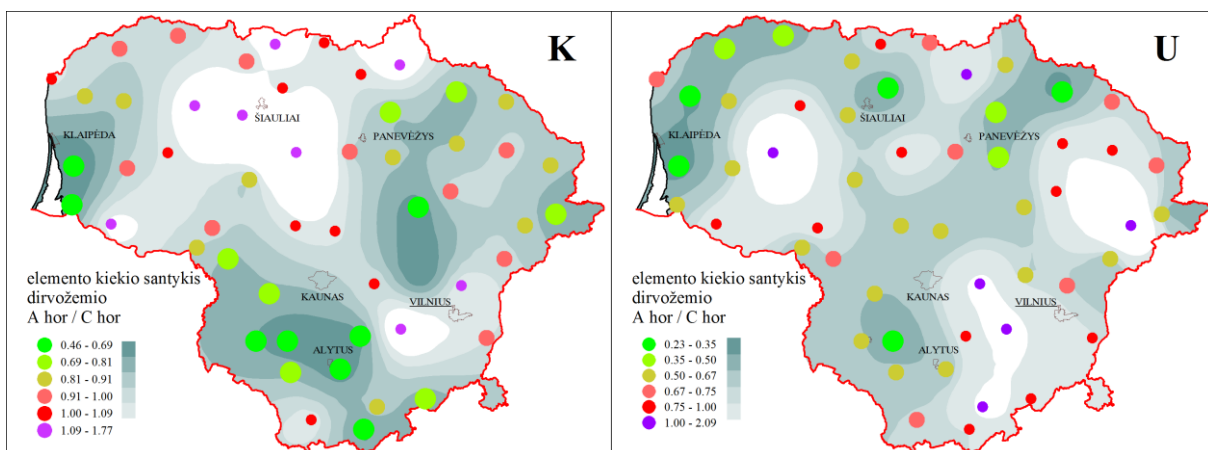 K
ŠIAULIAI
KLAIPĖDA
PANEVĖŽYS
KAUNAS
VILNIUS
ALYTUS
elemento kiekio santykis
dirvožemio
A hor / C hor
0.46 - 0.69
0.69 - 0.81
0.81 - 0.91
0.91 - 1.00
1.00 - 1.09
1.09 - 1.77
U
ŠIAULIAI
KLAIPĖDA
PANEVĖŽYS
KAUNAS
VILNIUS
ALYTUS
elemento kiekio santykis
dirvožemio
A hor / C hor
0.23 - 0.35
0.35 - 0.50
0.50 - 0.67
0.67 - 0.75
0.75 - 1.00
1.00 - 2.09